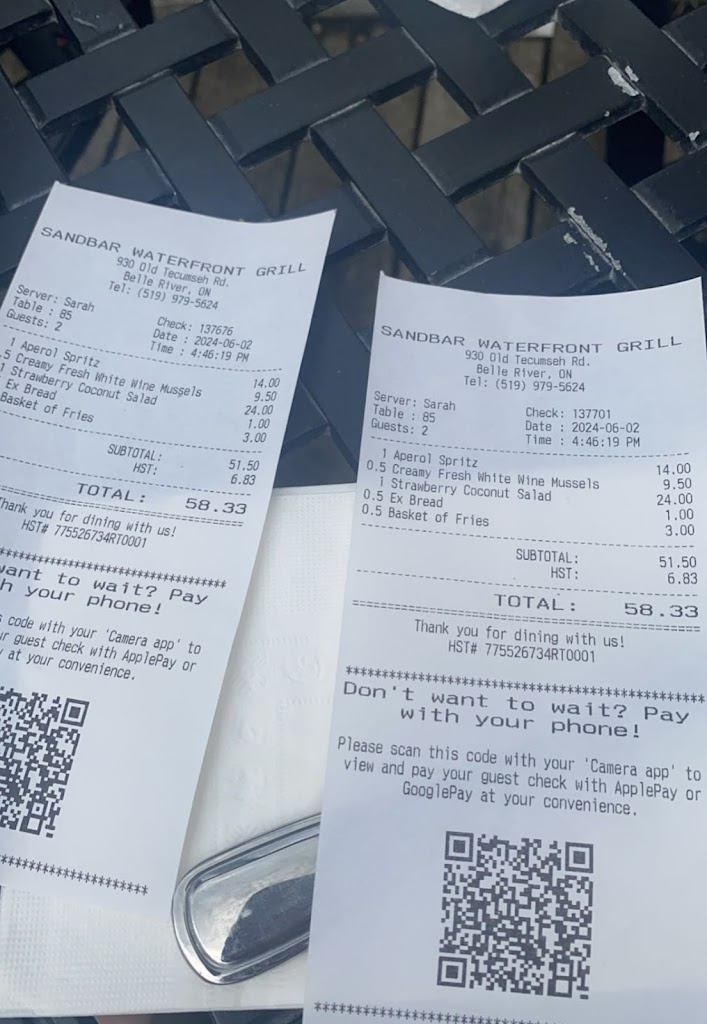 SANDBAR WATERFRONT GRILL
930 Old Tecumseh Rd.
Belle River, ON
Tel: (519) 979-5624
Server: Sarah
Table : 85
Guests: 2
Check: 137676
Date : 2024-06-02
Time : 4:46:19 PM
1 Aperol Spritz 14.00
.5 Creamy Fresh White Wine Mussels 9.50
1 Strawberry Coconut Salad 24.00
Ex Bread 1.00
Basket of Fries 3.00
SUBTOTAL: 51.50
HST: 6.83
TOTAL: 58.33
Thank you for dining with us!
HST# 775526734RT0001
*********************************
want to wait? Pay
your phone!
code with your 'Camera app' to
guest check with ApplePay or
at your convenience.
*********************
SANDBAR WATERFRONT GRILL
930 Old Tecumseh Rd.
Belle River, ON
Tel: (519) 979-5624
Server: Sarah
Table : 85
Guests: 2
Check: 137701
Date : 2024-06-02
Time : 4:46:19 PM
1 Aperol Spritz 14.00
0.5 Creamy Fresh White Wine Mussels 9.50
1 Strawberry Coconut Salad 24.00
0.5 Ex Bread 1.00
0.5 Basket of Fries 3.00
SUBTOTAL: 51.50
HST: 6.83
TOTAL: 58.33
Thank you for dining with us!
HST# 775526734RT0001
******************************************
Don't want to wait? Pay
with your phone!
Please scan this code with your 'Camera app' to
view and pay your guest check with ApplePay or
GooglePay at your convenience.
******************************************